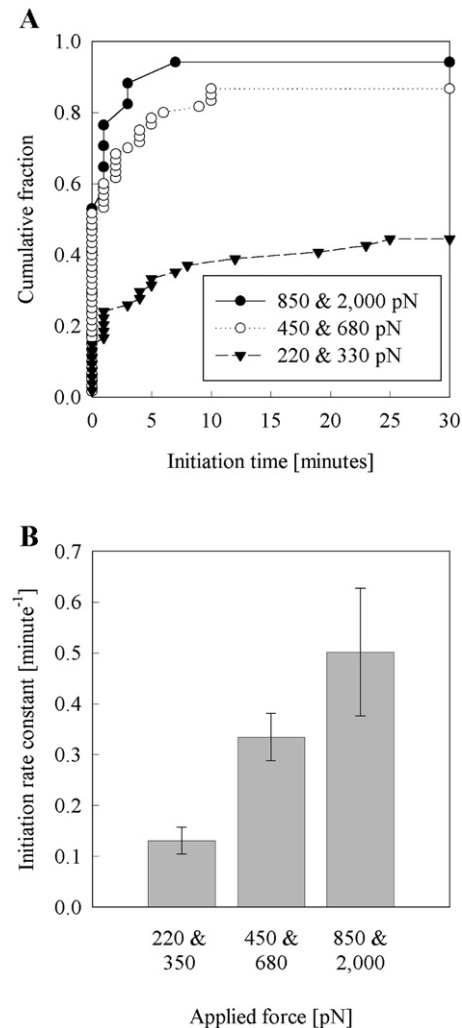 A
1.0
0.8
0.6
0.4
0.2
0.0
Cumulative fraction
850 & 2,000 pN
450 & 680 pN
220 & 330 pN
0 5 10 15 20 25 30
Initiation time [minutes]
B
0.7
0.6
0.5
0.4
0.3
0.2
0.1
0.0
Initiation rate constant [minute⁻¹]
220 &
350
450 &
680
850 &
2,000
Applied force [pN]